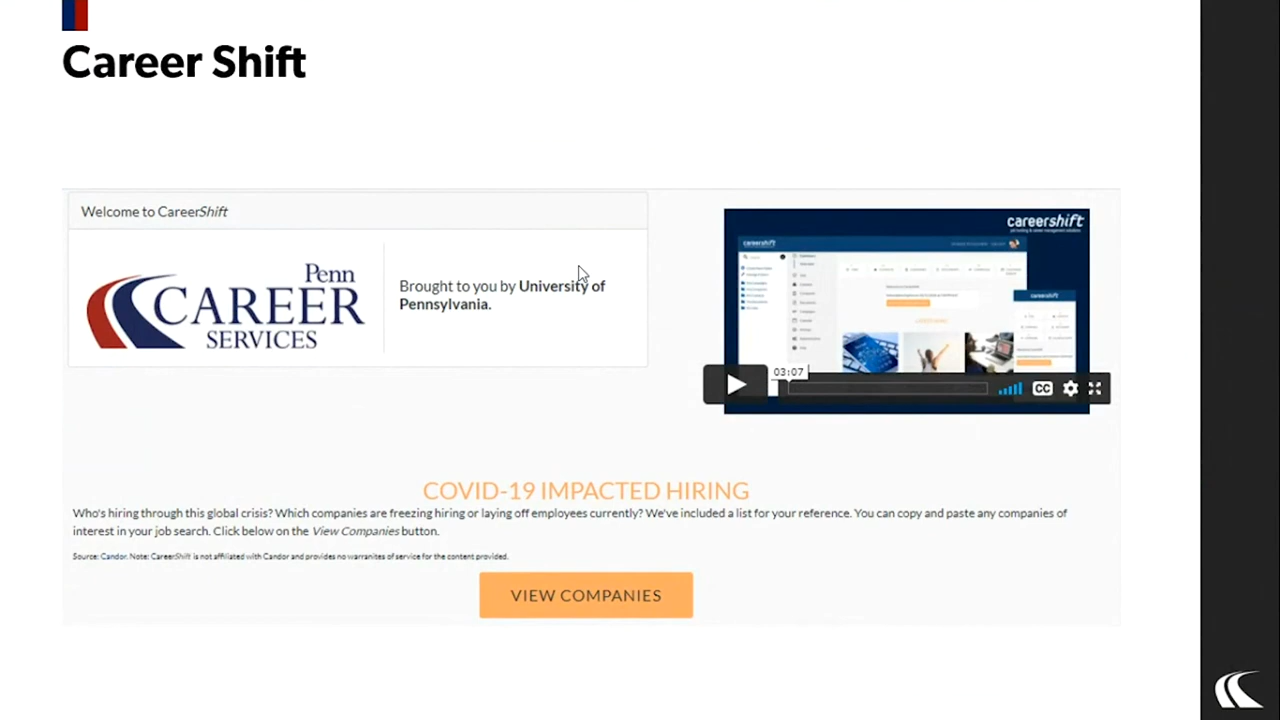 Career Shift
Welcome to CareerShift
Penn
CAREER
SERVICES
Brought to you by University of
Pennsylvania.
careershift
careershift
careershift
03:07
CC
COVID-19 IMPACTED HIRING
Who's hiring through this global crisis? Which companies are freezing hiring or laying off employees currently? We've included a list for your reference. You can copy and paste any companies of
interest in your job search. Click below on the View Companies button.
Source: Candor. Note: CareerShift is not affiliated with Candor and provides no warranites of service for the content provided.
VIEW COMPANIES